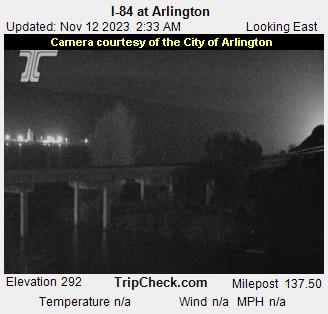 I-84 at Arlington
Updated: Nov 12 2023 2:33 AM Looking East
Camera courtesy of the City of Arlington
Elevation 292 TripCheck.com Milepost 137.50
Temperature n/a Wind n/a MPH n/a